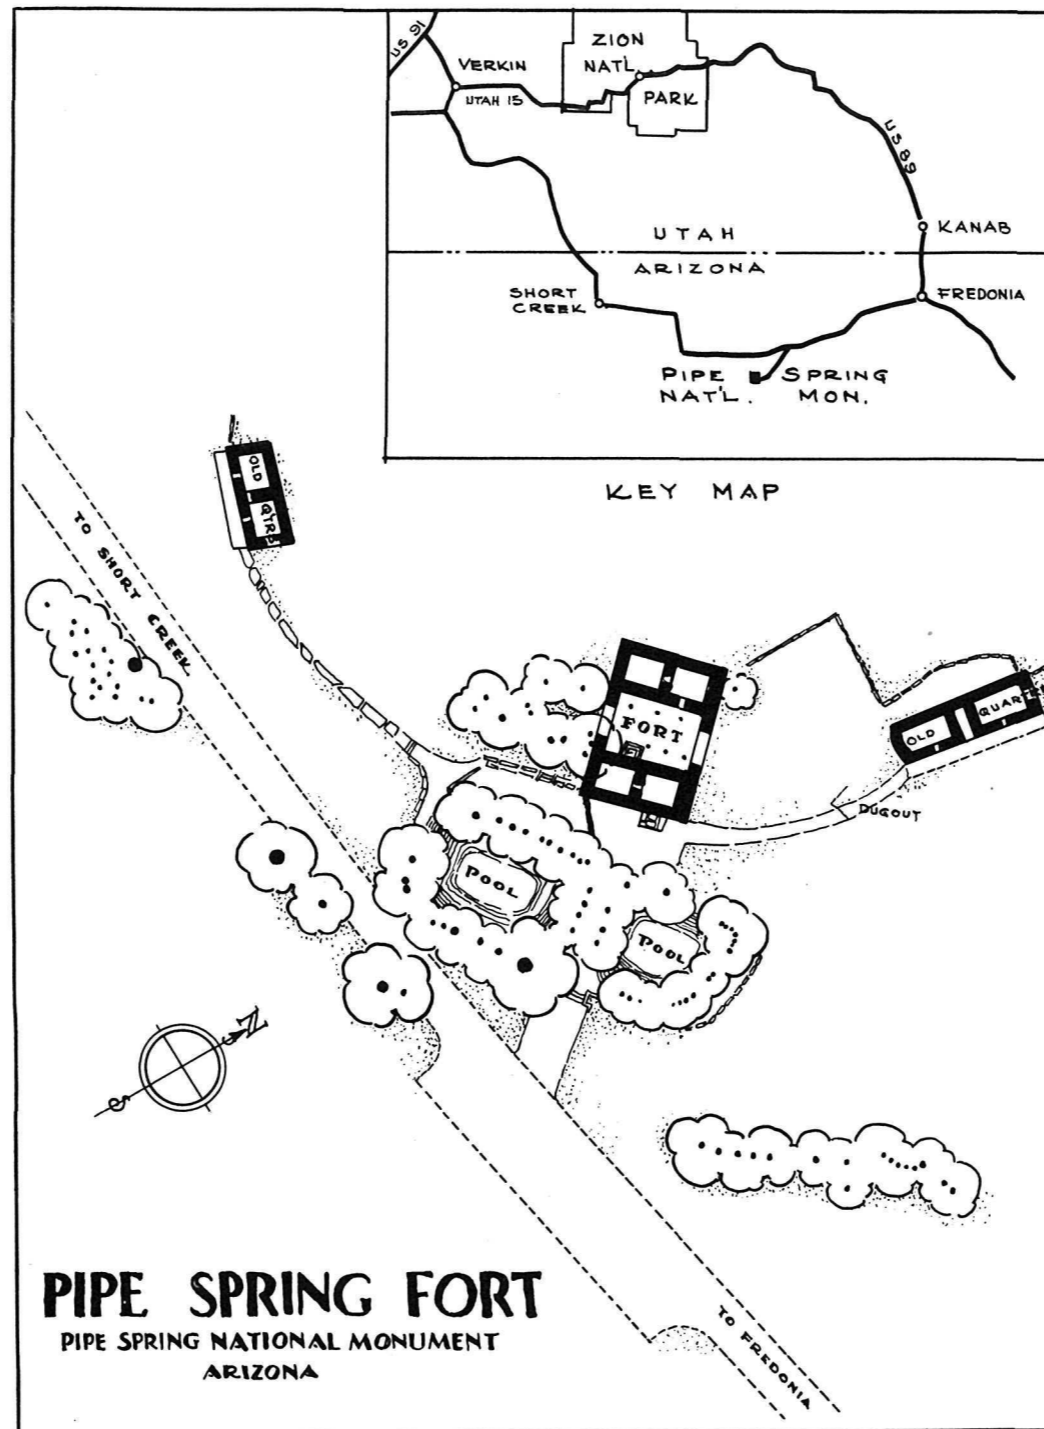 US 91
VERKIN
UTAH 15
ZION
NAT'L.
PARK
US 89
KANAB
UTAH
ARIZONA
SHORT
CREEK
FREDONIA
PIPE SPRING
NAT'L. MON.
KEY MAP
OLD
QTRS
TO SHORT CREEK
FORT
OLD
QUART
DUGOUT
POOL
POOL
N
S
PIPE SPRING FORT
PIPE SPRING NATIONAL MONUMENT
ARIZONA
TO FREDONIA